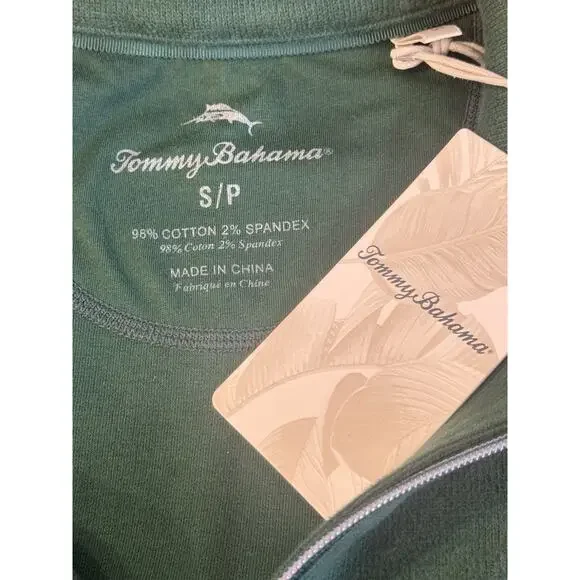 Tommy Bahama®
S/P
98% COTTON 2% SPANDEX
98% Coton 2% Spandex
MADE IN CHINA
Fabriqué en Chine
Tommy Bahama®